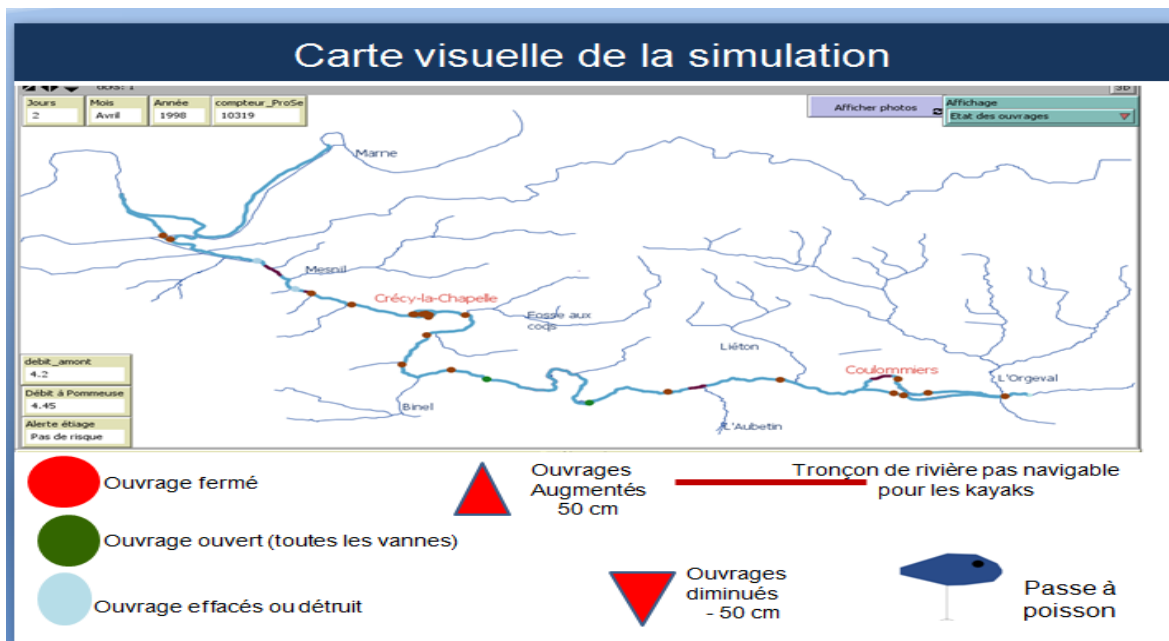 Carte visuelle de la simulation
3D
Jours
2
Mois
Avril
Année
1998
compteur_ProSe
10319
Afficher photos
Affichage
Etat des ouvrages
Marne
Mesnil
Crécy-la-Chapelle
Fosse aux
coqs
Liéton
Coulommiers
L'Orgeval
debit_amont
4.2
Débit à Pommeuse
4.45
Alerte étiage
Pas de risque
Binel
L'Aubetin
Ouvrage fermé
Ouvrages
Augmentés
50 cm
Tronçon de rivière pas navigable
pour les kayaks
Ouvrage ouvert (toutes les vannes)
Ouvrage effacés ou détruit
Ouvrages
diminués
- 50 cm
Passe à
poisson